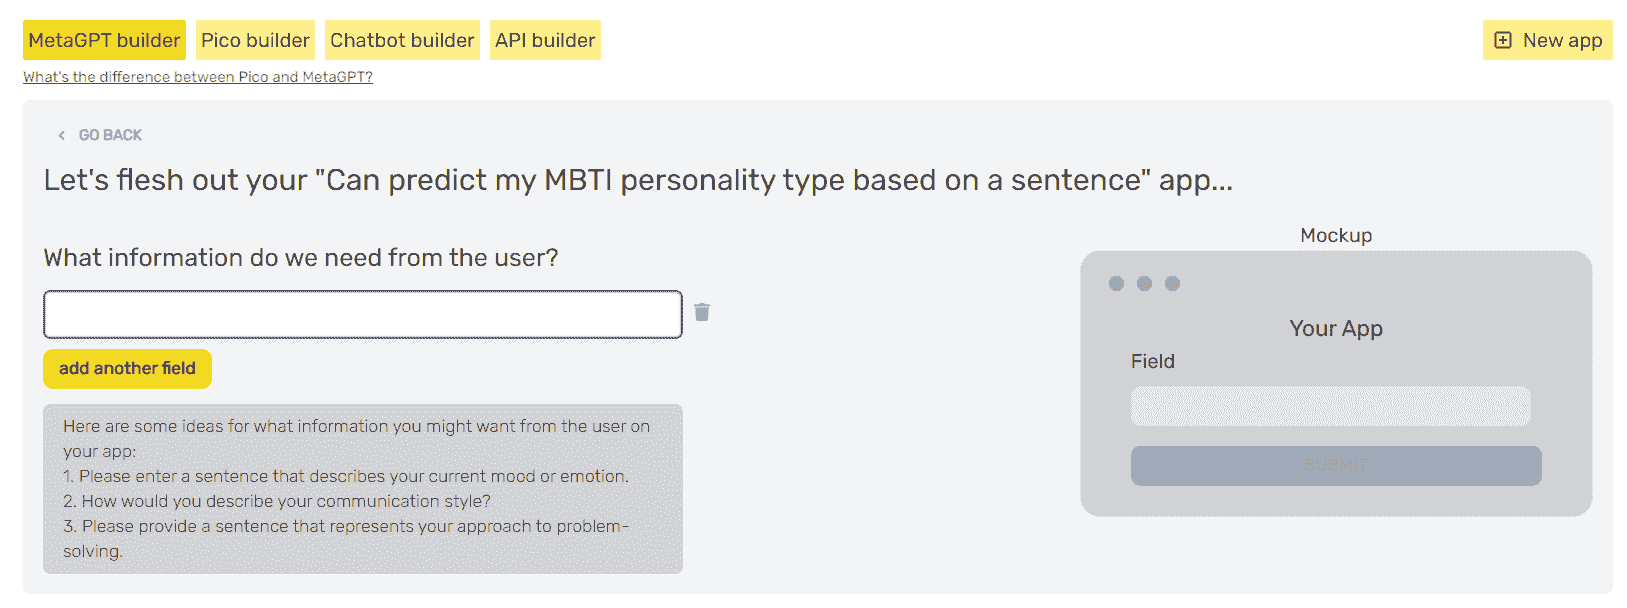 MetaGPT builder Pico builder Chatbot builder API builder New app
What's the difference between Pico and MetaGPT?
GO BACK
Let's flesh out your "Can predict my MBTI personality type based on a sentence" app...
What information do we need from the user?
add another field
Here are some ideas for what information you might want from the user on
your app:
1. Please enter a sentence that describes your current mood or emotion.
2. How would you describe your communication style?
3. Please provide a sentence that represents your approach to problem-
solving.
Mockup
Your App
Field
SUBMIT